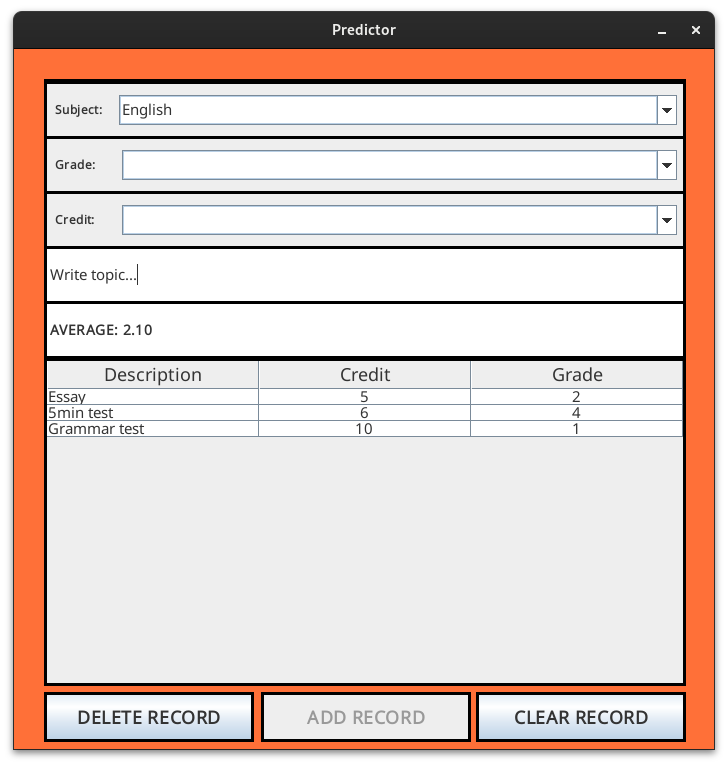 Predictor
Subject: English
Grade:
Credit:
Write topic...
AVERAGE: 2.10
Description Credit Grade
Essay 5 2
5min test 6 4
Grammar test 10 1
DELETE RECORD ADD RECORD CLEAR RECORD